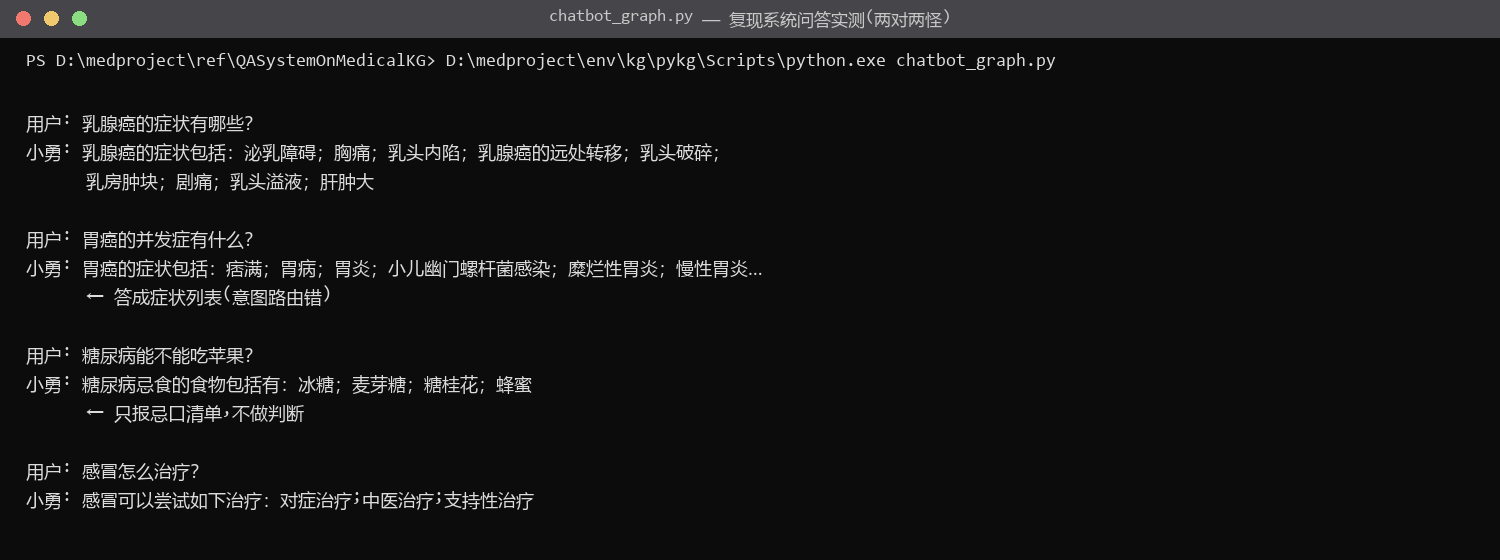 chatbot_graph.py — 复现系统问答实测(两对两怪)
PS D:\medproject\ref\QASystemOnMedicalKG> D:\medproject\env\kg\pykg\Scripts\python.exe chatbot_graph.py
用户: 乳腺癌的症状有哪些?
小勇: 乳腺癌的症状包括: 泌乳障碍; 胸痛; 乳头内陷; 乳腺癌的远处转移; 乳头破碎;
乳房肿块; 剧痛; 乳头溢液; 肝肿大
用户: 胃癌的并发症有什么?
小勇: 胃癌的症状包括: 痞满; 胃病; 胃炎; 小儿幽门螺杆菌感染; 糜烂性胃炎; 慢性胃炎…
← 答成症状列表(意图路由错)
用户: 糖尿病能不能吃苹果?
小勇: 糖尿病忌食的食物包括有: 冰糖; 麦芽糖; 糖桂花; 蜂蜜
← 只报忌口清单,不做判断
用户: 感冒怎么治疗?
小勇: 感冒可以尝试如下治疗: 对症治疗;中医治疗;支持性治疗